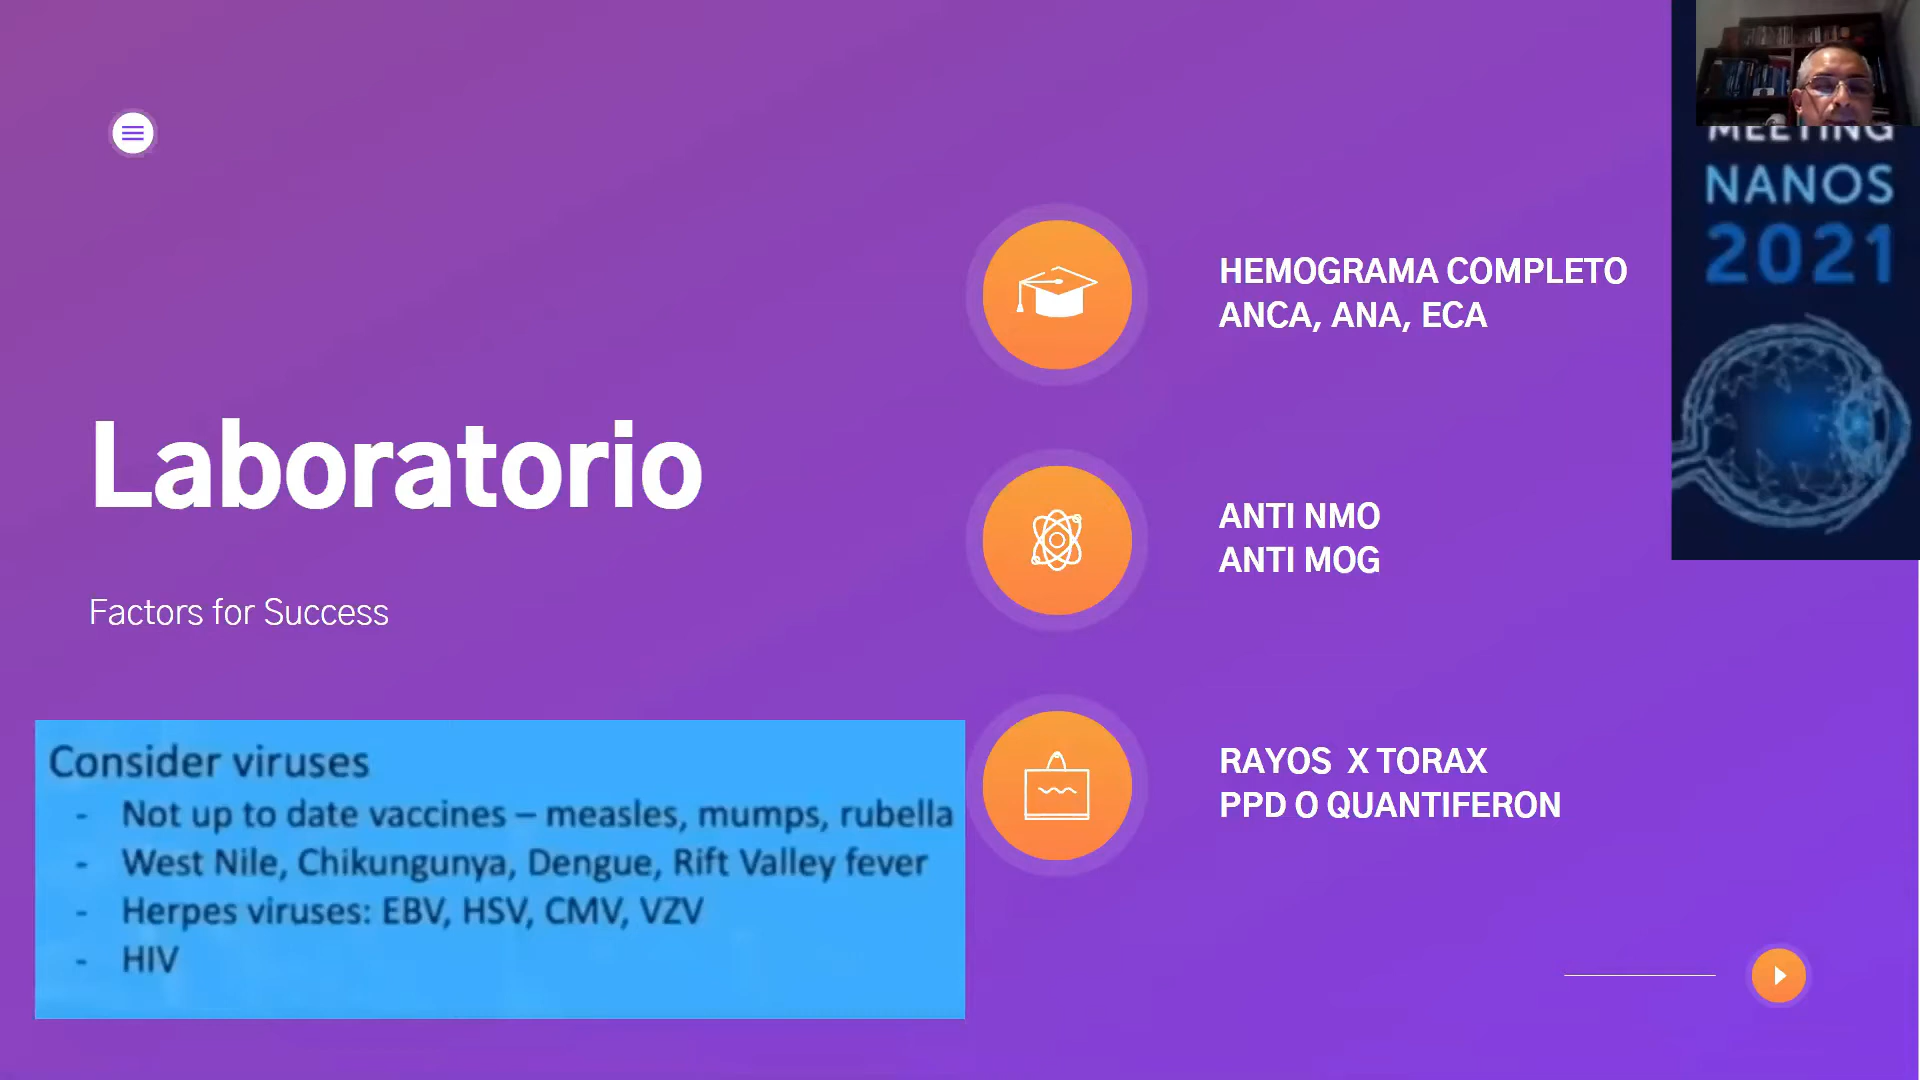 Laboratorio
Factors for Success
Consider viruses
- Not up to date vaccines – measles, mumps, rubella
- West Nile, Chikungunya, Dengue, Rift Valley fever
- Herpes viruses: EBV, HSV, CMV, VZV
- HIV
HEMOGRAMA COMPLETO
ANCA, ANA, ECA
ANTI NMO
ANTI MOG
RAYOS X TORAX
PPD O QUANTIFERON
MEETING
NANOS
2021